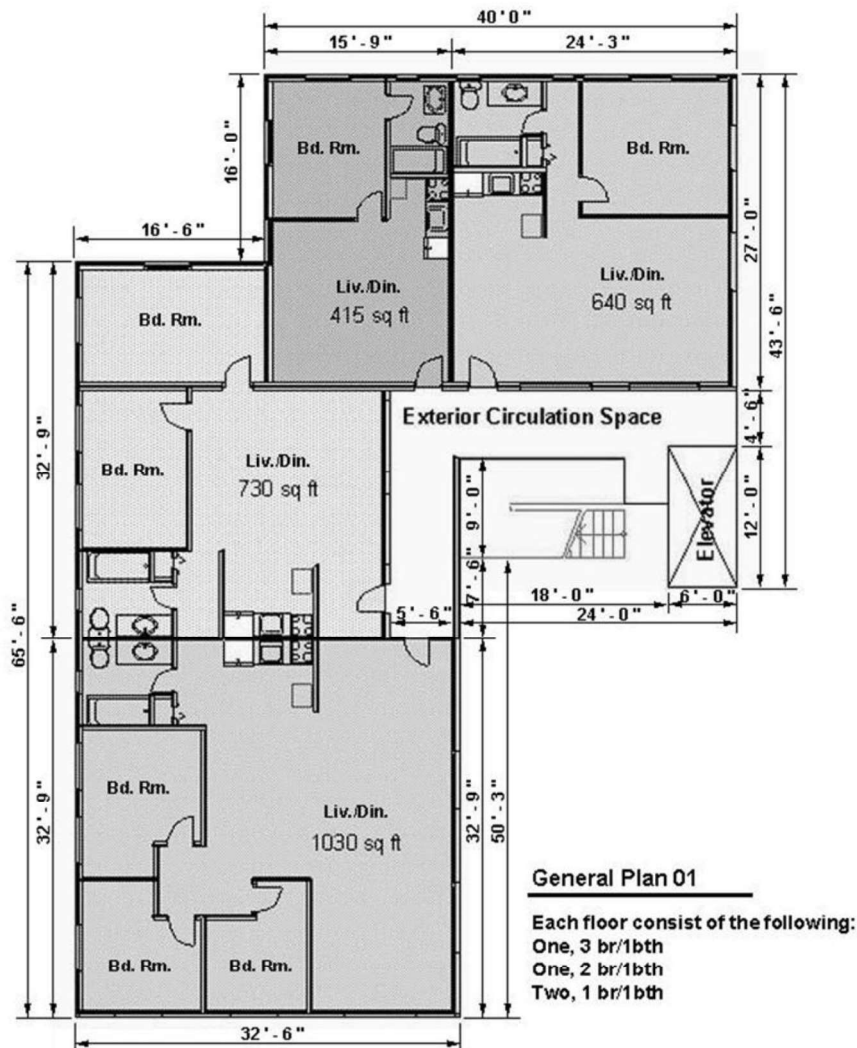 40' 0"
15' - 9"
24' - 3"
16' - 0"
Bd. Rm.
Bd. Rm.
16' - 6"
27' - 0"
43' - 6"
Liv./Din.
415 sq ft
Liv./Din.
640 sq ft
Bd. Rm.
4' - 6"
Exterior Circulation Space
32' - 9"
Bd. Rm.
Liv./Din.
730 sq ft
9' - 0"
Elevator
12' - 0"
7' - 6"
18' - 0"
6' - 0"
5' - 6"
24' - 0"
65' - 6"
32' - 9"
Bd. Rm.
Liv./Din.
1030 sq ft
32' - 9"
50' - 3"
Bd. Rm.
Bd. Rm.
32' - 6"
General Plan 01
Each floor consist of the following:
One, 3 br/1bth
One, 2 br/1bth
Two, 1 br/1bth